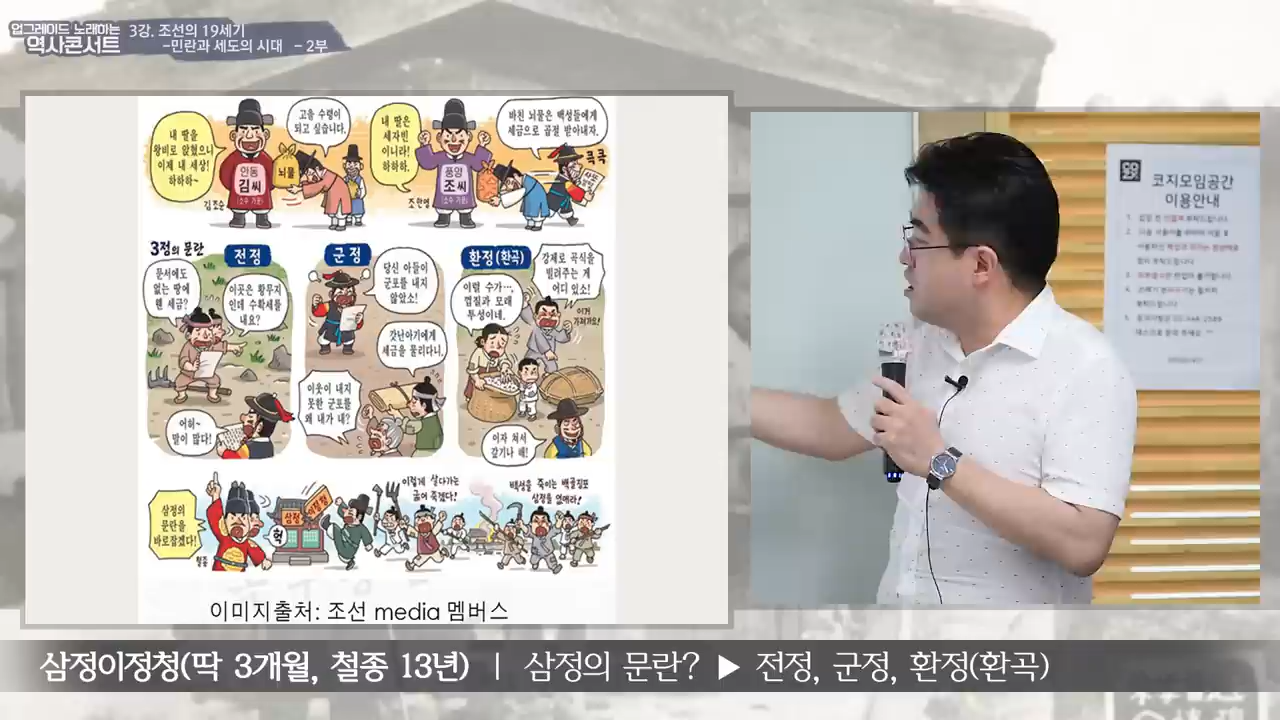 업그레이드 노래하는
역사콘서트
3강. 조선의 19세기
-민란과 세도의 시대 - 2부
내 딸을
왕비로 앉혔으니
이제 내 세상!
하하하~
안동
김씨
(소수 가문)
김조순
뇌물
고을 수령이
되고 싶습니다.
내 딸은
세자빈
이니라!
하하하.
풍양
조씨
(소수 가문)
조만영
바친 뇌물은 백성들에게
세금으로 곱절 받아내자.
큭큭
3정의 문란
전정
문서에도
없는 땅에
웬 세금?
이곳은 황무지
인데 수확세를
내요?
어허~
말이 많다!
군정
당신 아들이
군포를 내지
않았소!
갓난아기에게
세금을 물리다니.
이웃이 내지
못한 군포를
왜 내가 내?
환정(환곡)
이럴 수가…
껍질과 모래
투성이네.
강제로 곡식을
빌려주는 게
어디 있소!
이거
가져가요!
이자 쳐서
갚기나 해!
삼정의
문란을
바로잡겠다!
철종
헉
삼정
이정청
이렇게 살다가는
굶어 죽겠다!
백성을 죽이는 백골징포
삼정을 없애라!
이미지출처: 조선 media 멤버스
코지모임공간
이용안내
삼정이정청(딱 3개월, 철종 13년) | 삼정의 문란? ▶ 전정, 군정, 환정(환곡)